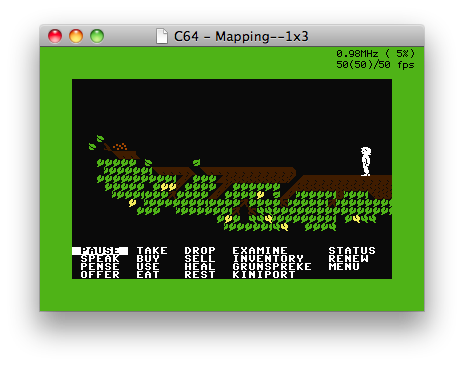 C64 - Mapping--1x3
0.98MHz ( 5%)
50(50)/50 fps
PAUSE TAKE DROP EXAMINE STATUS
SPEAK BUY SELL INVENTORY RENEW
PENSE USE HEAL GRUNSPREKE MENU
OFFER EAT REST KINIPORT